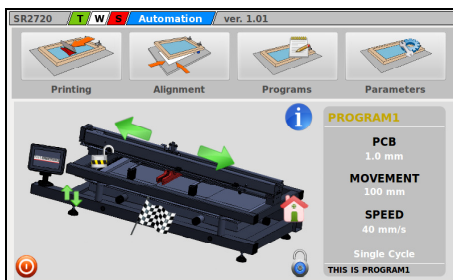 SR2720 / T W S / Automation / ver. 1.01
Printing Alignment Programs Parameters
PROGRAM1
PCB
1.0 mm
MOVEMENT
100 mm
SPEED
40 mm/s
Single Cycle
THIS IS PROGRAM1